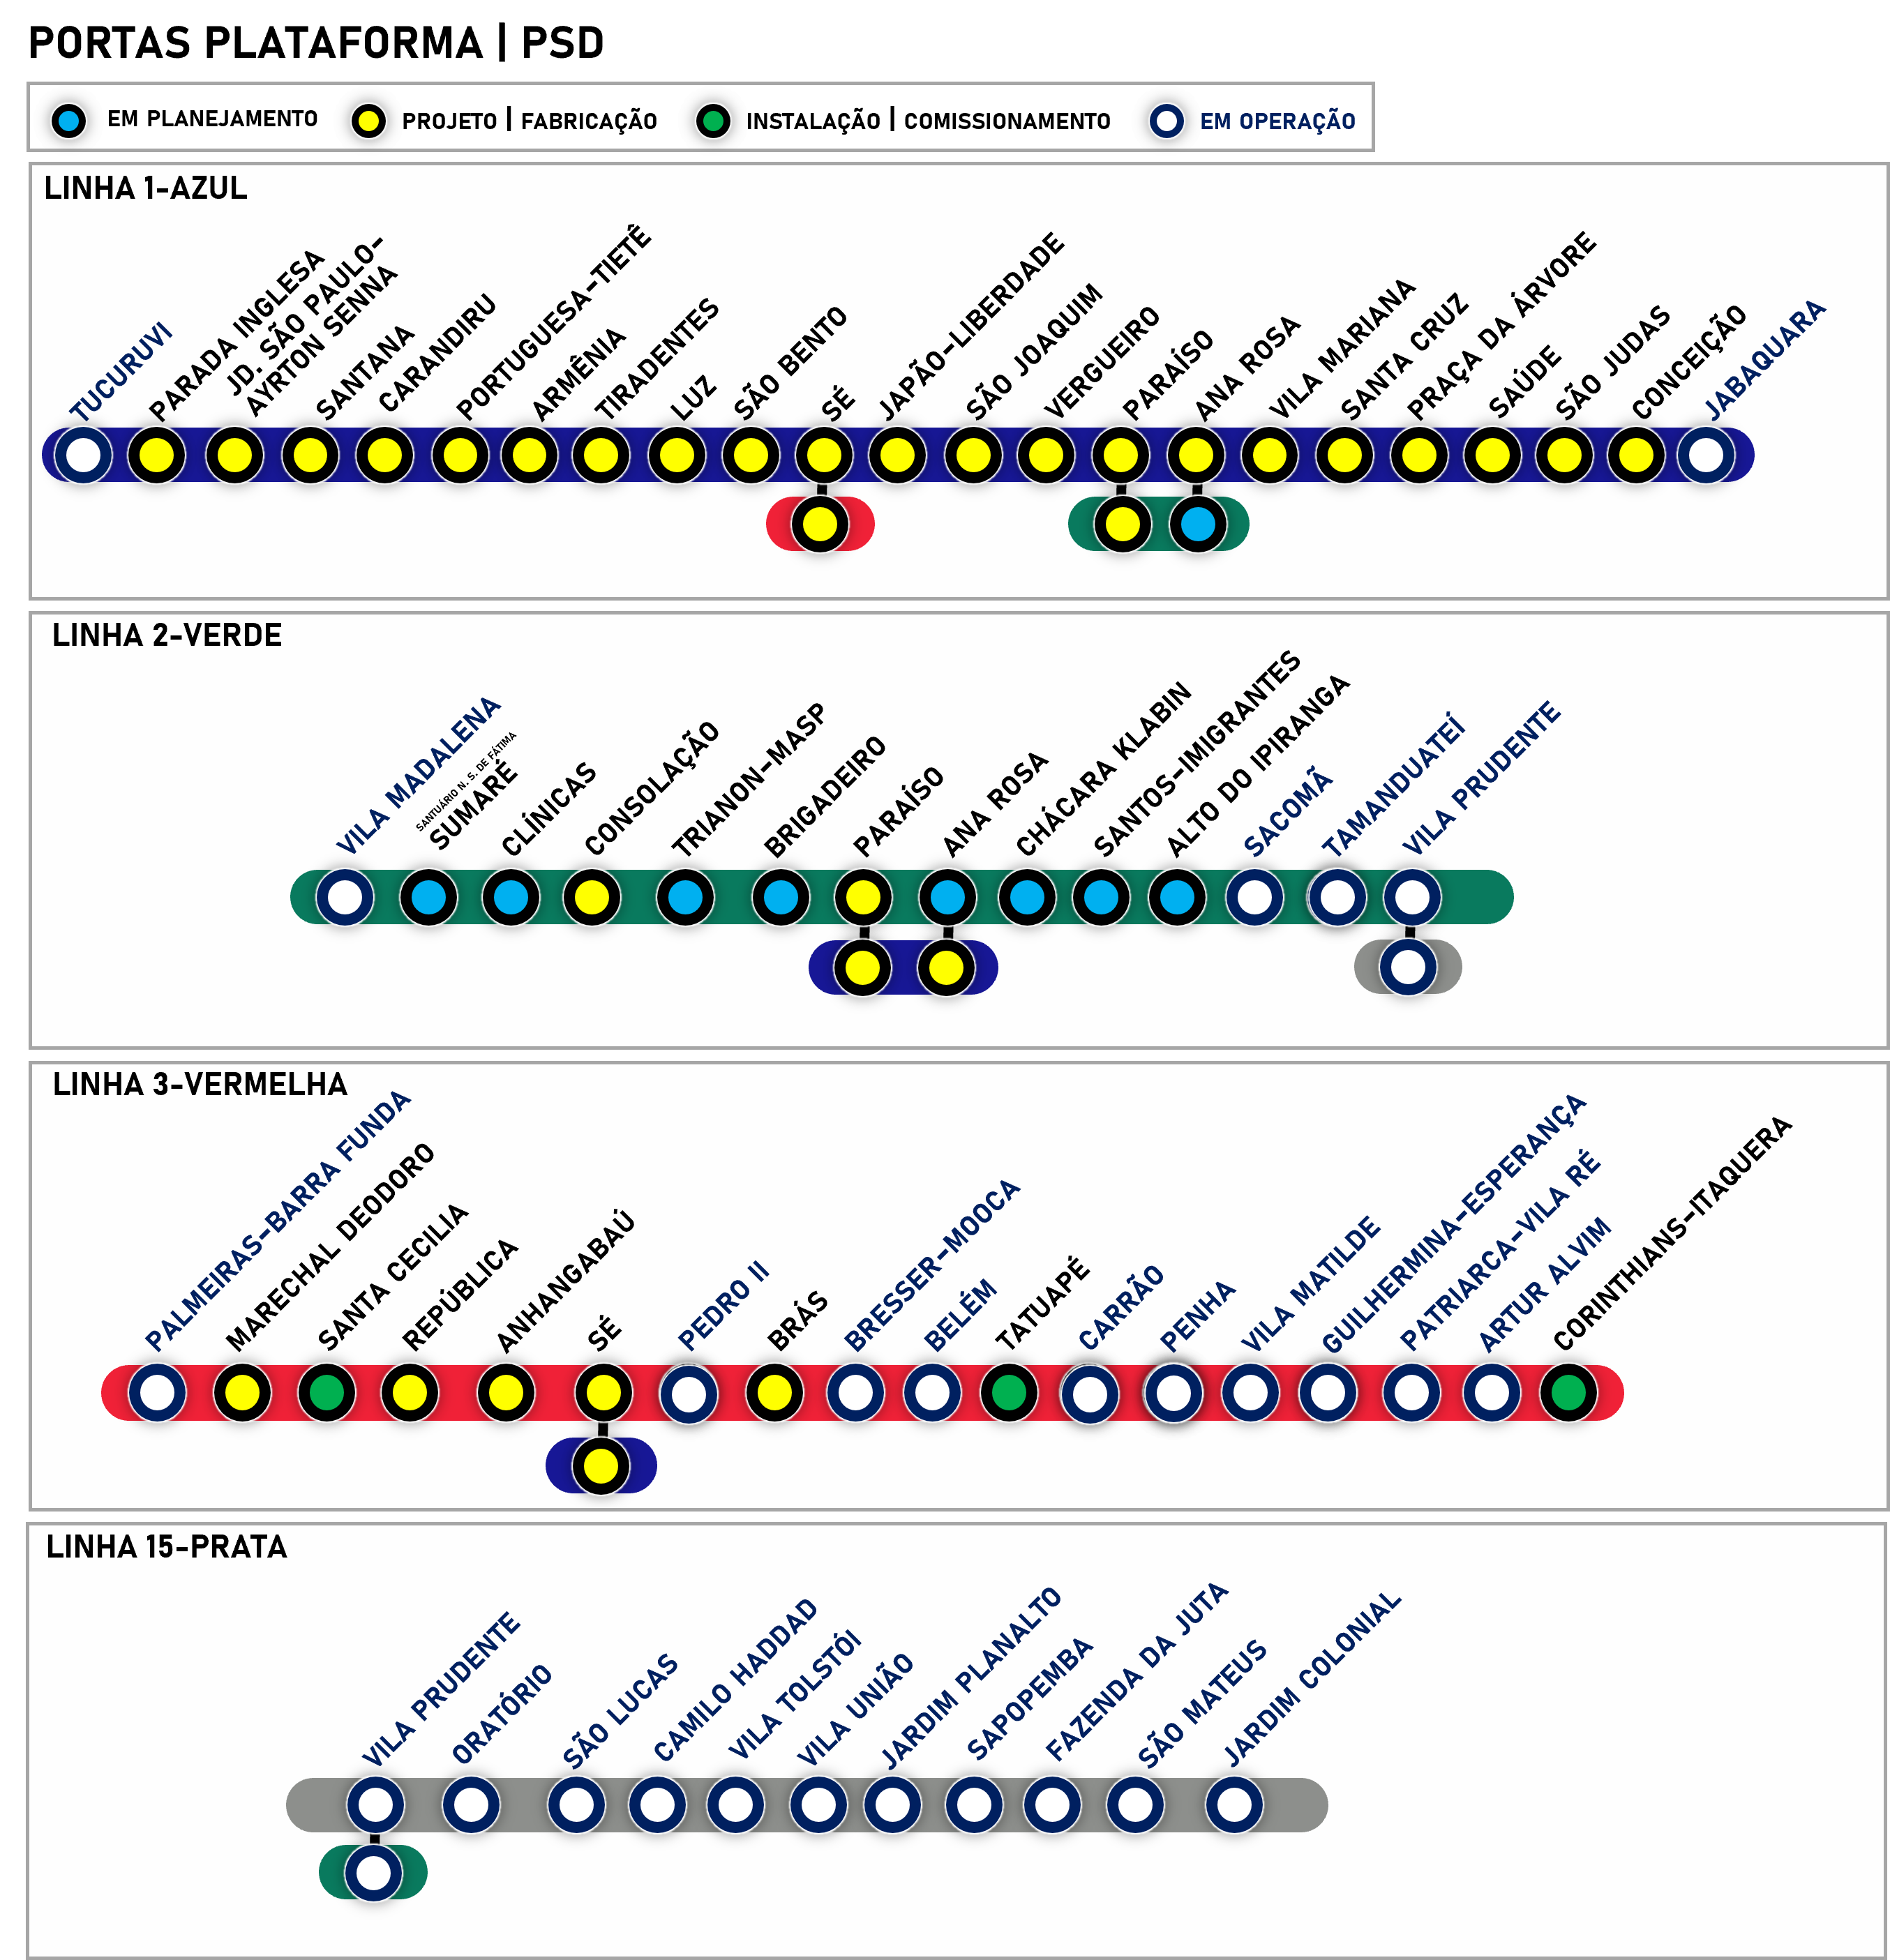 PORTAS PLATAFORMA | PSD
EM PLANEJAMENTO
PROJETO | FABRICAÇÃO
INSTALAÇÃO | COMISSIONAMENTO
EM OPERAÇÃO
LINHA 1-AZUL
TUCURUVI
PARADA INGLESA
JD. SÃO PAULO-
AYRTON SENNA
SANTANA
CARANDIRU
PORTUGUESA-TIETÊ
ARMÊNIA
TIRADENTES
LUZ
SÃO BENTO
SÉ
JAPÃO-LIBERDADE
SÃO JOAQUIM
VERGUEIRO
PARAÍSO
ANA ROSA
VILA MARIANA
SANTA CRUZ
PRAÇA DA ÁRVORE
SAÚDE
SÃO JUDAS
CONCEIÇÃO
JABAQUARA
LINHA 2-VERDE
VILA MADALENA
SANTUÁRIO N. S. DE FÁTIMA
SUMARÉ
CLÍNICAS
CONSOLAÇÃO
TRIANON-MASP
BRIGADEIRO
PARAÍSO
ANA ROSA
CHÁCARA KLABIN
SANTOS-IMIGRANTES
ALTO DO IPIRANGA
SACOMÃ
TAMANDUATEÍ
VILA PRUDENTE
LINHA 3-VERMELHA
PALMEIRAS-BARRA FUNDA
MARECHAL DEODORO
SANTA CECILIA
REPÚBLICA
ANHANGABAÚ
SÉ
PEDRO II
BRÁS
BRESSER-MOOCA
BELÉM
TATUAPÉ
CARRÃO
PENHA
VILA MATILDE
GUILHERMINA-ESPERANÇA
PATRIARCA-VILA RÉ
ARTUR ALVIM
CORINTHIANS-ITAQUERA
LINHA 15-PRATA
VILA PRUDENTE
ORATÓRIO
SÃO LUCAS
CAMILO HADDAD
VILA TOLSTÓI
VILA UNIÃO
JARDIM PLANALTO
SAPOPEMBA
FAZENDA DA JUTA
SÃO MATEUS
JARDIM COLONIAL